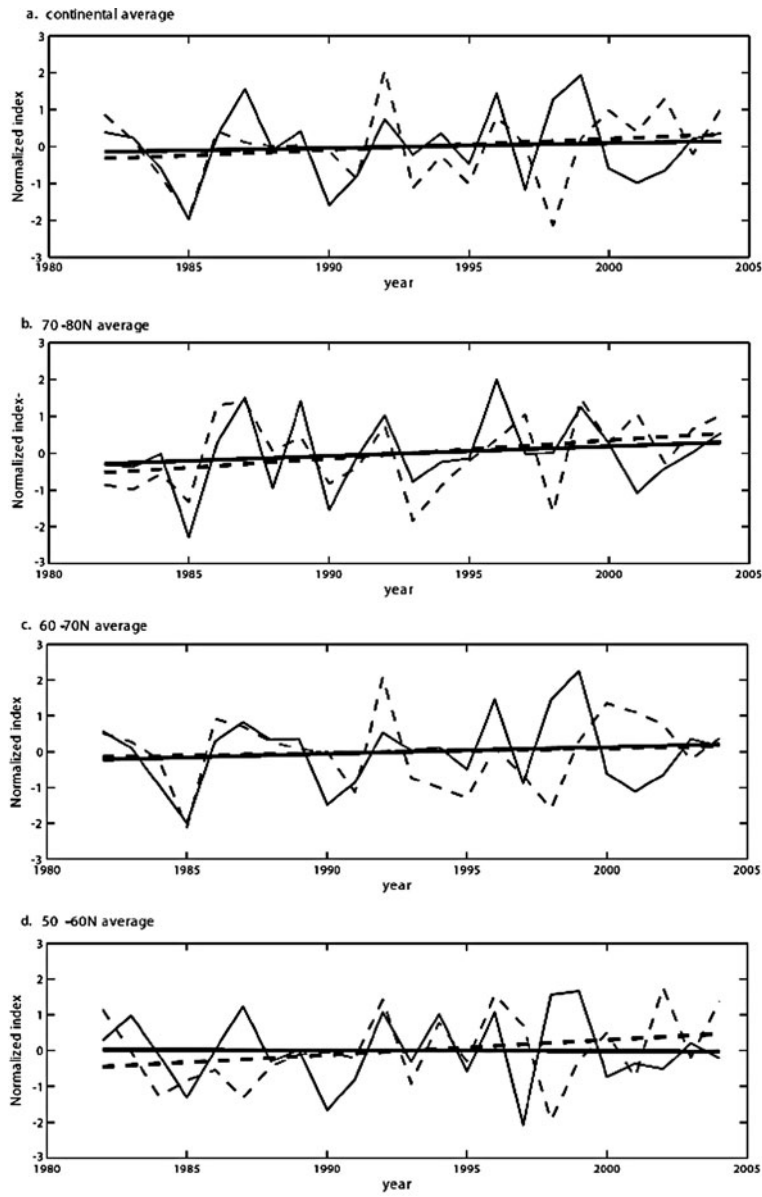 a. continental average
3
2
1
0
-1
-2
-3
Normalized index
1980 1985 1990 1995 2000 2005
year
b. 70-80N average
3
2
1
0
-1
-2
-3
Normalized index-
1980 1985 1990 1995 2000 2005
year
c. 60-70N average
3
2
1
0
-1
-2
-3
Normalized index
1980 1985 1990 1995 2000 2005
year
d. 50-60N average
3
2
1
0
-1
-2
-3
Normalized index
1980 1985 1990 1995 2000 2005
year